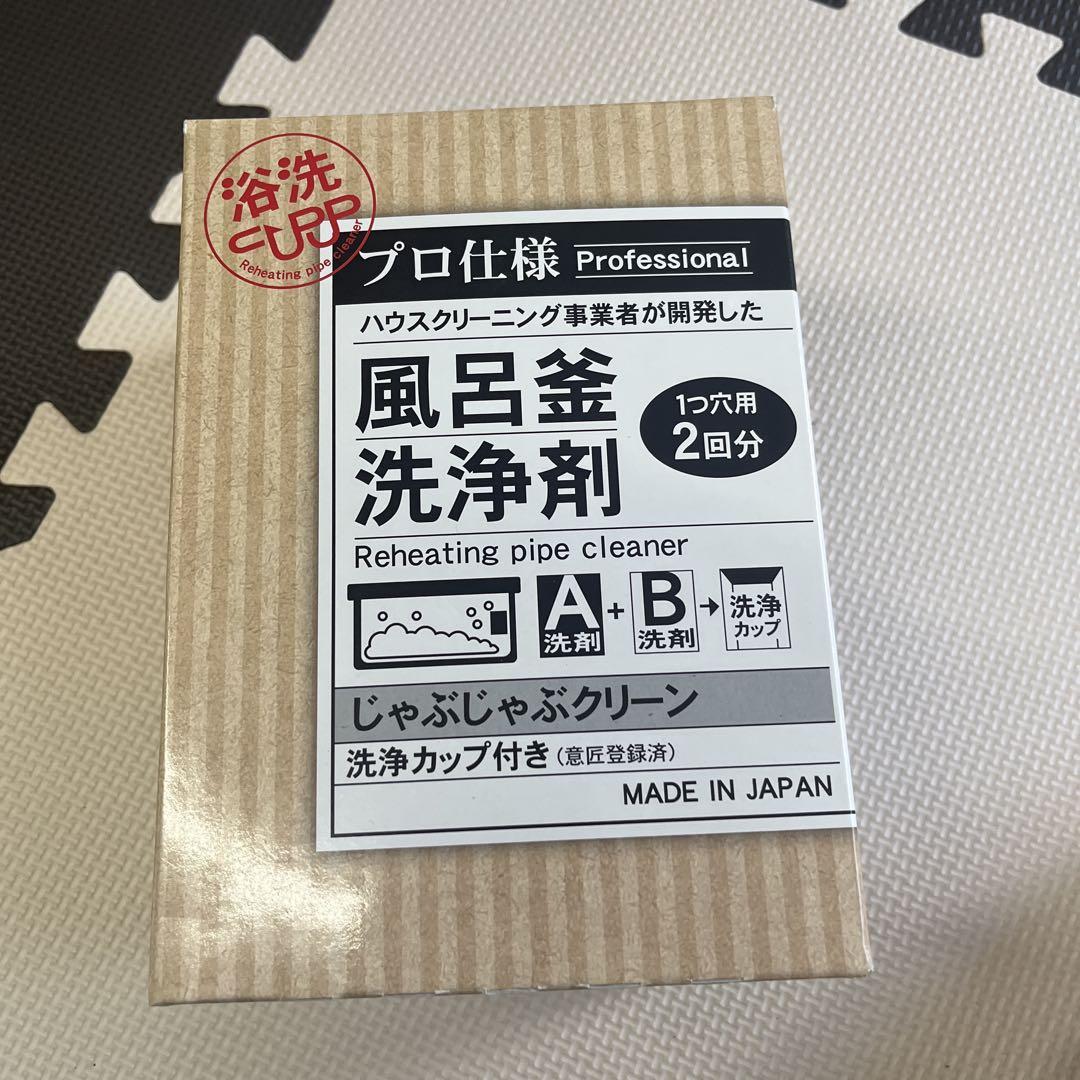 浴洗
CUPP
Reheating pipe cleaner
プロ仕様 Professional
ハウスクリーニング事業者が開発した
風呂釜
洗浄剤
1つ穴用
2回分
Reheating pipe cleaner
A
洗剤
+
B
洗剤
→
洗浄
カップ
じゃぶじゃぶクリーン
洗浄カップ付き(意匠登録済)
MADE IN JAPAN